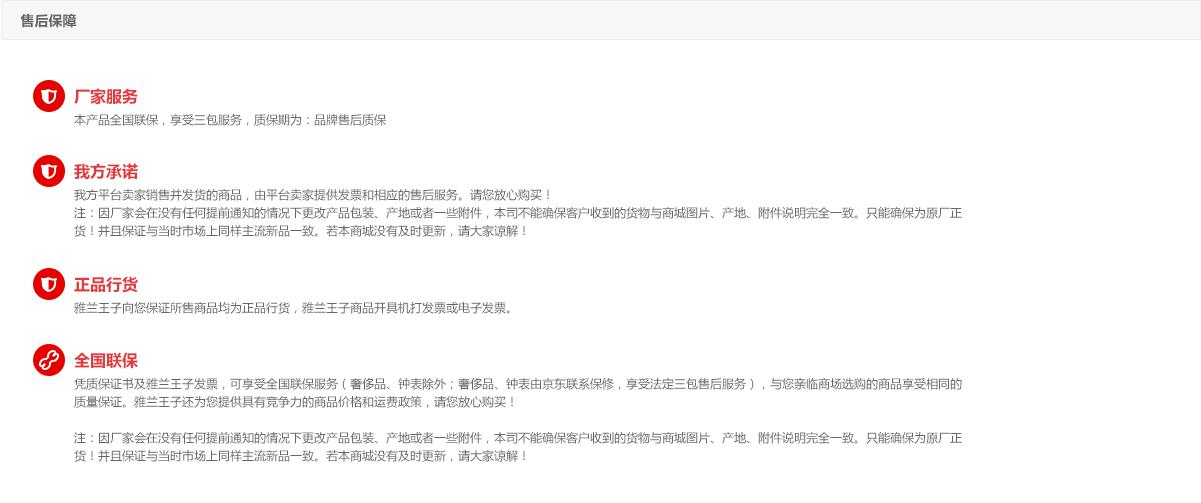 售后保障
厂家服务
本产品全国联保，享受三包服务，质保期为：品牌售后质保
我方承诺
我方平台卖家销售并发货的商品，由平台卖家提供发票和相应的售后服务。请您放心购买！
注：因厂家会在没有任何提前通知的情况下更改产品包装、产地或者一些附件，本司不能确保客户收到的货物与商城图片、产地、附件说明完全一致。只能确保为原厂正
货！并且保证与当时市场上同样主流新品一致。若本商城没有及时更新，请大家谅解！
正品行货
雅兰王子向您保证所售商品均为正品行货，雅兰王子商品开具机打发票或电子发票。
全国联保
凭质保证书及雅兰王子发票，可享受全国联保服务（奢侈品、钟表除外；奢侈品、钟表由京东联系保修，享受法定三包售后服务），与您亲临商场选购的商品享受相同的
质量保证。雅兰王子还为您提供具有竞争力的商品价格和运费政策，请您放心购买！
注：因厂家会在没有任何提前通知的情况下更改产品包装、产地或者一些附件，本司不能确保客户收到的货物与商城图片、产地、附件说明完全一致。只能确保为原厂正
货！并且保证与当时市场上同样主流新品一致。若本商城没有及时更新，请大家谅解！